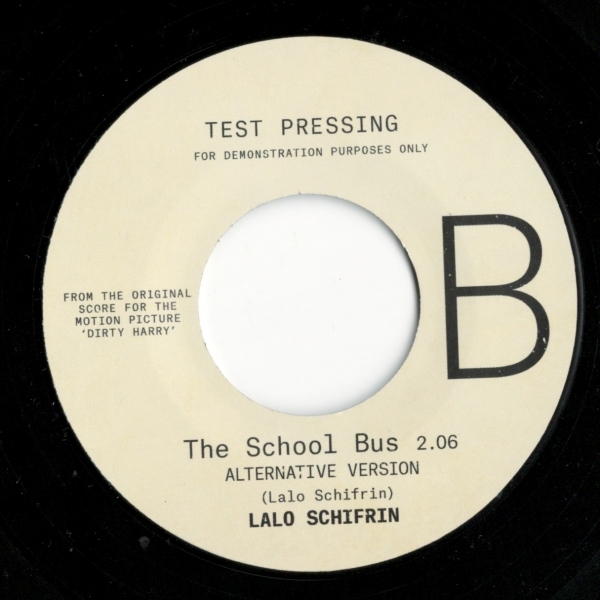 TEST PRESSING
FOR DEMONSTRATION PURPOSES ONLY
B
FROM THE ORIGINAL
SCORE FOR THE
MOTION PICTURE
'DIRTY HARRY'
The School Bus 2.06
ALTERNATIVE VERSION
(Lalo Schifrin)
LALO SCHIFRIN